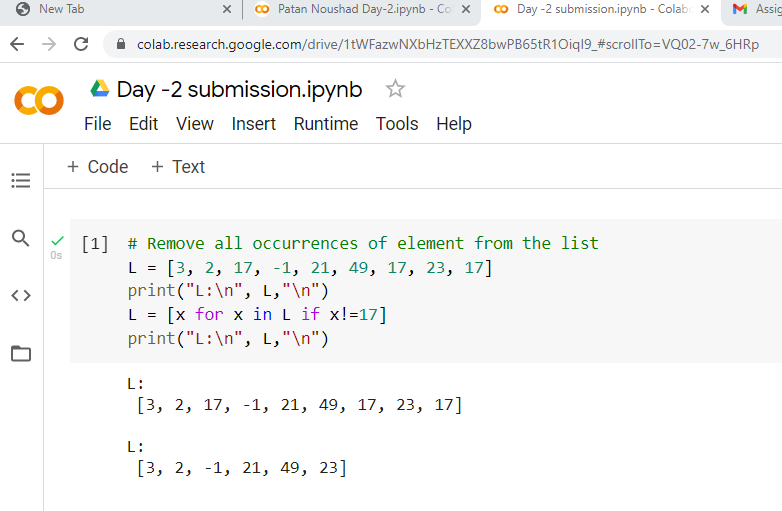 New Tab
Patan Noushad Day-2.ipynb - Co
Day -2 submission.ipynb - Colab
Assig
colab.research.google.com/drive/1tWFazwNXbHzTEXXZ8bwPB65tR1OiqI9_#scrollTo=VQ02-7w_6HRp
Day -2 submission.ipynb
File Edit View Insert Runtime Tools Help
+ Code + Text
[1] # Remove all occurrences of element from the list
0s
L = [3, 2, 17, -1, 21, 49, 17, 23, 17]
print("L:\n", L,"\n")
L = [x for x in L if x!=17]
print("L:\n", L,"\n")
L:
[3, 2, 17, -1, 21, 49, 17, 23, 17]
L:
[3, 2, -1, 21, 49, 23]